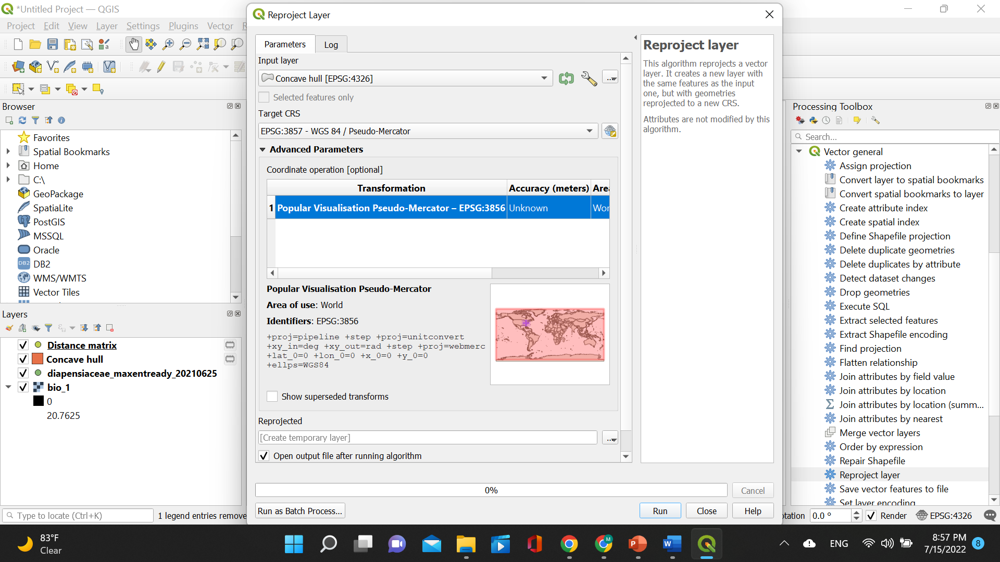 *Untitled Project — QGIS
Project Edit View Layer Settings Plugins Vector
Browser
Favorites
Spatial Bookmarks
Home
C:\
GeoPackage
SpatiaLite
PostGIS
MSSQL
Oracle
DB2
DB2
WMS/WMTS
Vector Tiles
Layers
Distance matrix
Concave hull
diapensiaceae_maxentready_20210625
bio_1
0
20.7625
Type to locate (Ctrl+K)
1 legend entries remove
Reproject Layer
Parameters
Log
Input layer
Concave hull [EPSG:4326]
...
Selected features only
Target CRS
EPSG:3857 - WGS 84 / Pseudo-Mercator
Advanced Parameters
Coordinate operation [optional]
Transformation Accuracy (meters) Area
1 Popular Visualisation Pseudo-Mercator – EPSG:3856 Unknown Wor
Popular Visualisation Pseudo-Mercator
Area of use: World
Identifiers: EPSG:3856
+proj=pipeline +step +proj=unitconvert
+xy_in=deg +xy_out=rad +step +proj=webmerc
+lat_0=0 +lon_0=0 +x_0=0 +y_0=0
+ellps=WGS84
Show superseded transforms
Reprojected
[Create temporary layer]
...
Open output file after running algorithm
0%
Cancel
Run as Batch Process...
Run
Close
Help
Reproject layer
This algorithm reprojects a vector
layer. It creates a new layer with
the same features as the input
one, but with geometries
reprojected to a new CRS.
Attributes are not modified by this
algorithm.
Processing Toolbox
Search...
Vector general
Assign projection
Convert layer to spatial bookmarks
Convert spatial bookmarks to layer
Create attribute index
Create spatial index
Define Shapefile projection
Delete duplicate geometries
Delete duplicates by attribute
Detect dataset changes
Drop geometries
Execute SQL
Extract selected features
Extract Shapefile encoding
Find projection
Flatten relationship
Join attributes by field value
Join attributes by location
Join attributes by location (summ...
Join attributes by nearest
Merge vector layers
Order by expression
Repair Shapefile
Reproject layer
Save vector features to file
Set layer encoding
otation 0.0 ° Render EPSG:4326
83°F
Clear
ENG
8:57 PM
7/15/2022
8